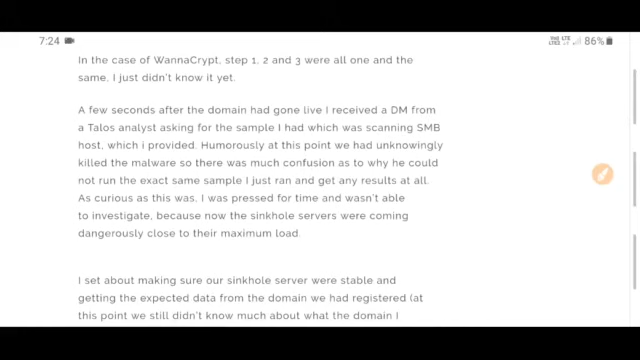 7:24
86%
In the case of WannaCrypt, step 1, 2 and 3 were all one and the
same, I just didn't know it yet.
A few seconds after the domain had gone live I received a DM from
a Talos analyst asking for the sample I had which was scanning SMB
host, which i provided. Humorously at this point we had unknowingly
killed the malware so there was much confusion as to why he could
not run the exact same sample I just ran and get any results at all.
As curious as this was, I was pressed for time and wasn't able
to investigate, because now the sinkhole servers were coming
dangerously close to their maximum load.
I set about making sure our sinkhole server were stable and
getting the expected data from the domain we had registered (at
this point we still didn't know much about what the domain I